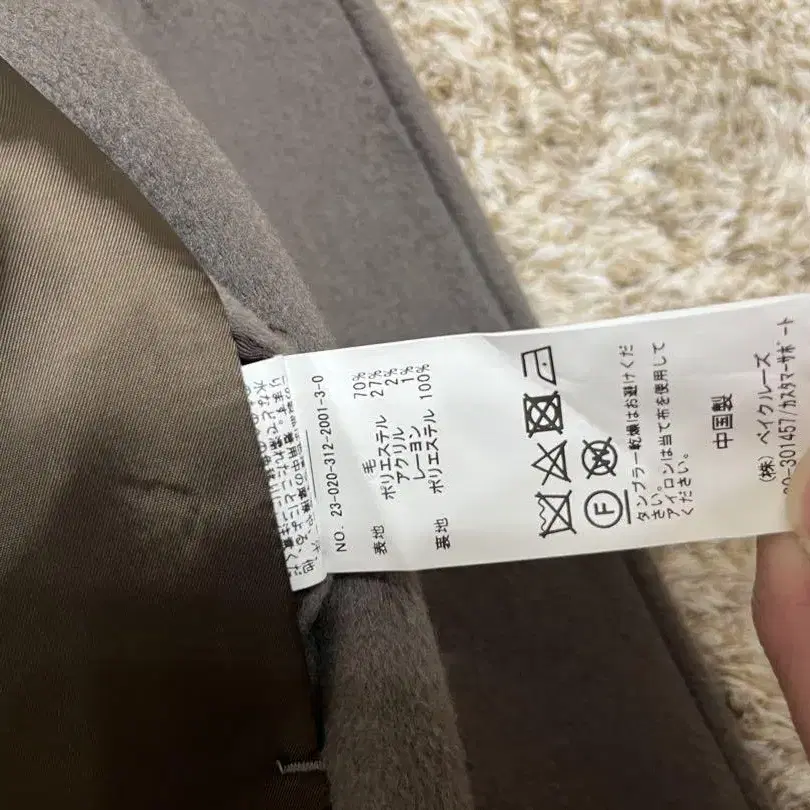 NO. 23-020-312-2001-3-0
表地 毛 70%
ポリエステル 27%
アクリル 2%
レーヨン 1%
裏地 ポリエステル 100%
F
タンブラー乾燥はお避けくだ
さい。
アイロンは当て布を使用して
ください。
中国製
(株) ベイクルーズ
301457/カスタマーサポート